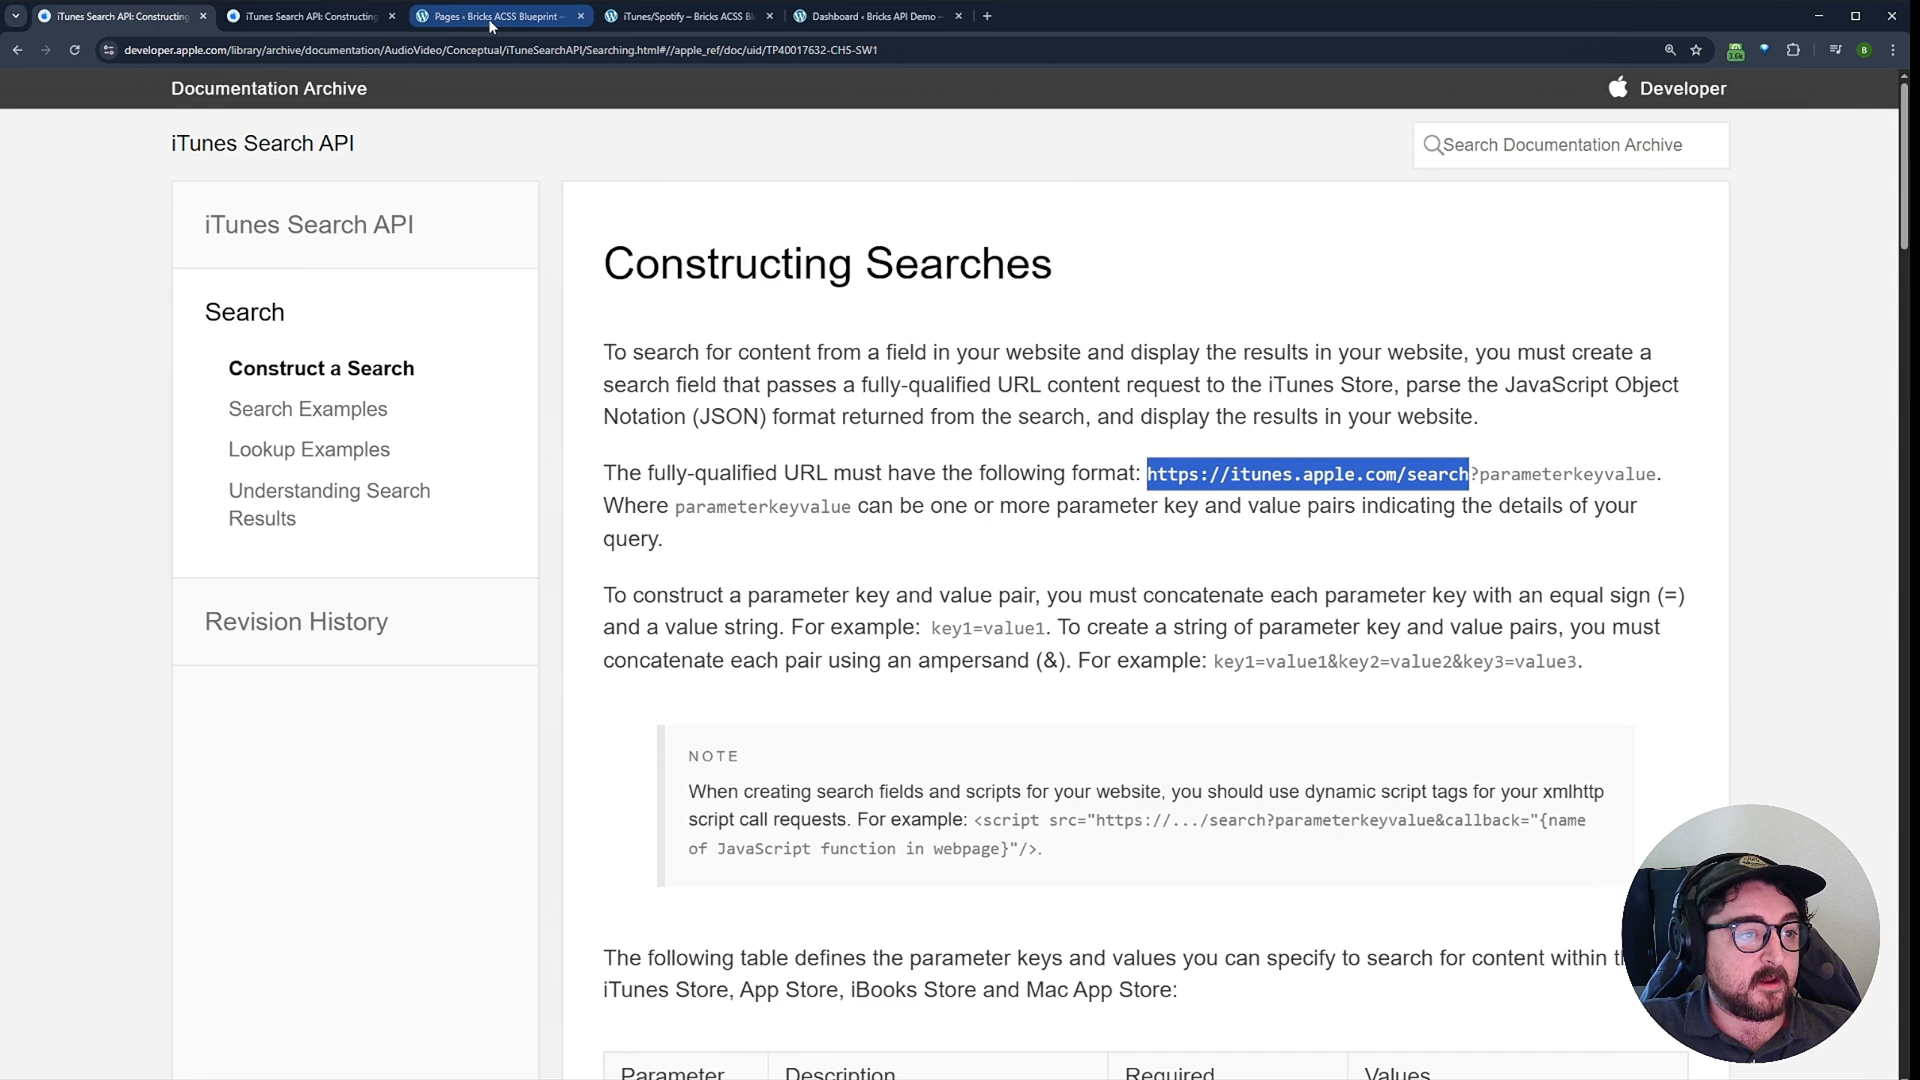 iTunes Search API: Constructing
iTunes Search API: Constructing
Pages ‹ Bricks ACSS Blueprint —
iTunes/Spotify – Bricks ACSS Bl
Dashboard ‹ Bricks API Demo —
developer.apple.com/library/archive/documentation/AudioVideo/Conceptual/iTuneSearchAPI/Searching.html#//apple_ref/doc/uid/TP40017632-CH5-SW1
3.6k
B
Documentation Archive
Developer
iTunes Search API
Search Documentation Archive
iTunes Search API
Search
Construct a Search
Search Examples
Lookup Examples
Understanding Search
Results
Revision History
Constructing Searches
To search for content from a field in your website and display the results in your website, you must create a
search field that passes a fully-qualified URL content request to the iTunes Store, parse the JavaScript Object
Notation (JSON) format returned from the search, and display the results in your website.
The fully-qualified URL must have the following format: https://itunes.apple.com/search?parameterkeyvalue.
Where parameterkeyvalue can be one or more parameter key and value pairs indicating the details of your
query.
To construct a parameter key and value pair, you must concatenate each parameter key with an equal sign (=)
and a value string. For example: key1=value1. To create a string of parameter key and value pairs, you must
concatenate each pair using an ampersand (&). For example: key1=value1&key2=value2&key3=value3.
NOTE
When creating search fields and scripts for your website, you should use dynamic script tags for your xmlhttp
script call requests. For example: <script src="https://.../search?parameterkeyvalue&callback="{name
of JavaScript function in webpage}"/>.
The following table defines the parameter keys and values you can specify to search for content within
iTunes Store, App Store, iBooks Store and Mac App Store:
Parameter
Description
Required
Values